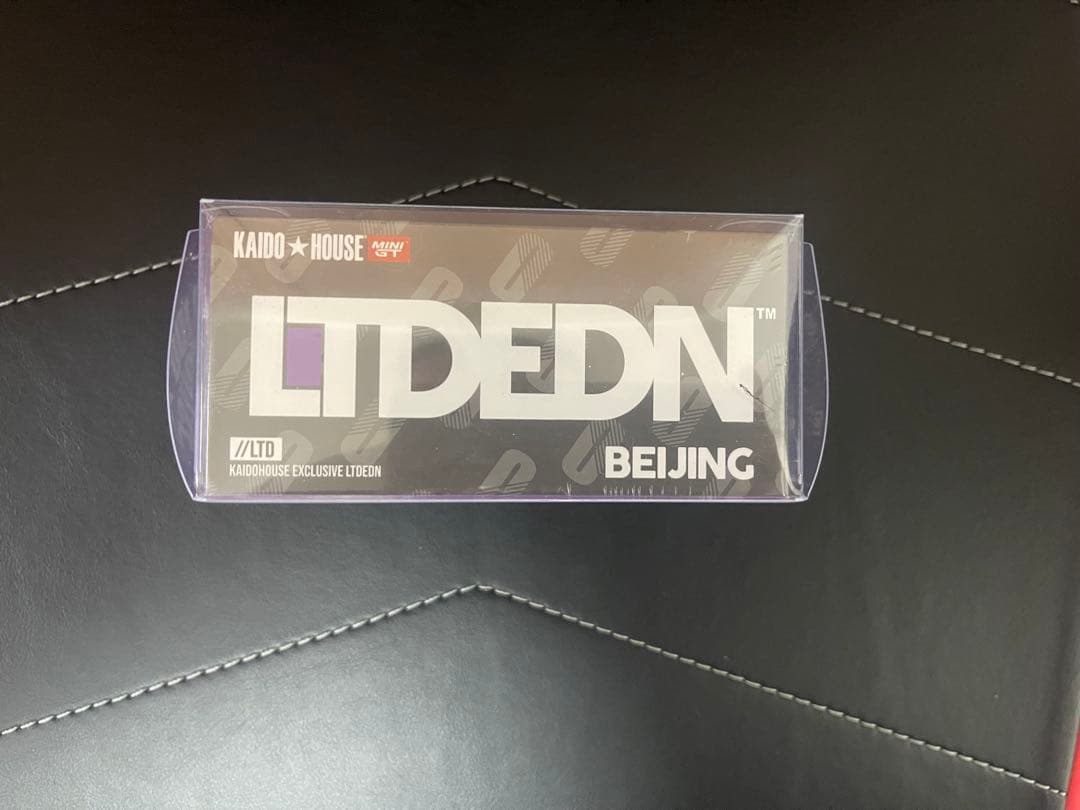 KAIDO★HOUSE MINI GT
LTDEDN™
//LTD
KAIDOHOUSE EXCLUSIVE LTDEDN
BEIJING